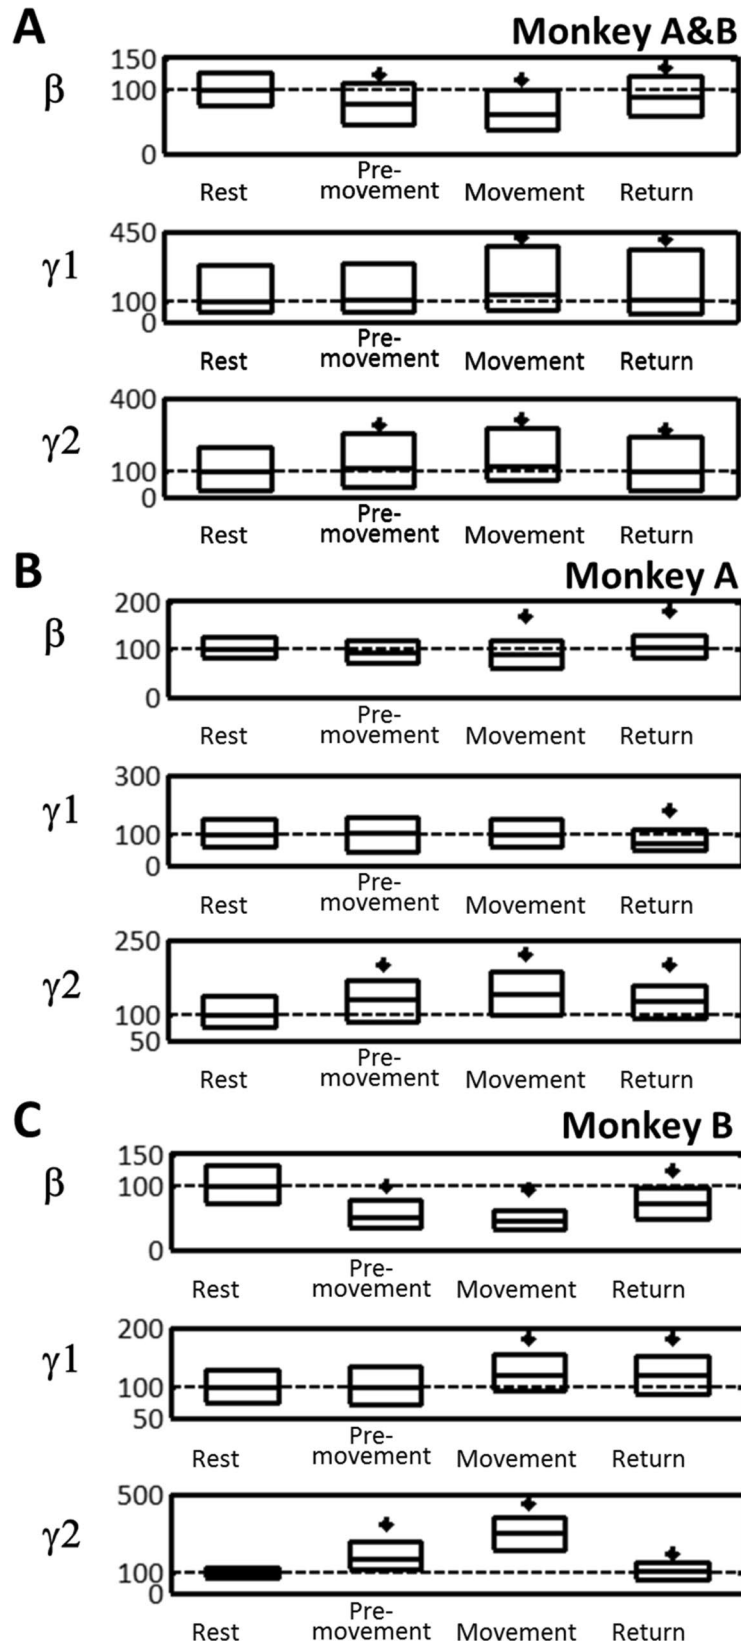 A
Monkey A&B
β
150
100
0
Rest
Pre-
movement
Movement
Return
γ1
450
100
0
Rest
Pre-
movement
Movement
Return
γ2
400
100
0
Rest
Pre-
movement
Movement
Return
B
Monkey A
β
200
100
0
Rest
Pre-
movement
Movement
Return
γ1
300
100
0
Rest
Pre-
movement
Movement
Return
γ2
250
100
50
Rest
Pre-
movement
Movement
Return
C
Monkey B
β
150
100
0
Rest
Pre-
movement
Movement
Return
γ1
200
100
50
Rest
Pre-
movement
Movement
Return
γ2
500
100
0
Rest
Pre-
movement
Movement
Return